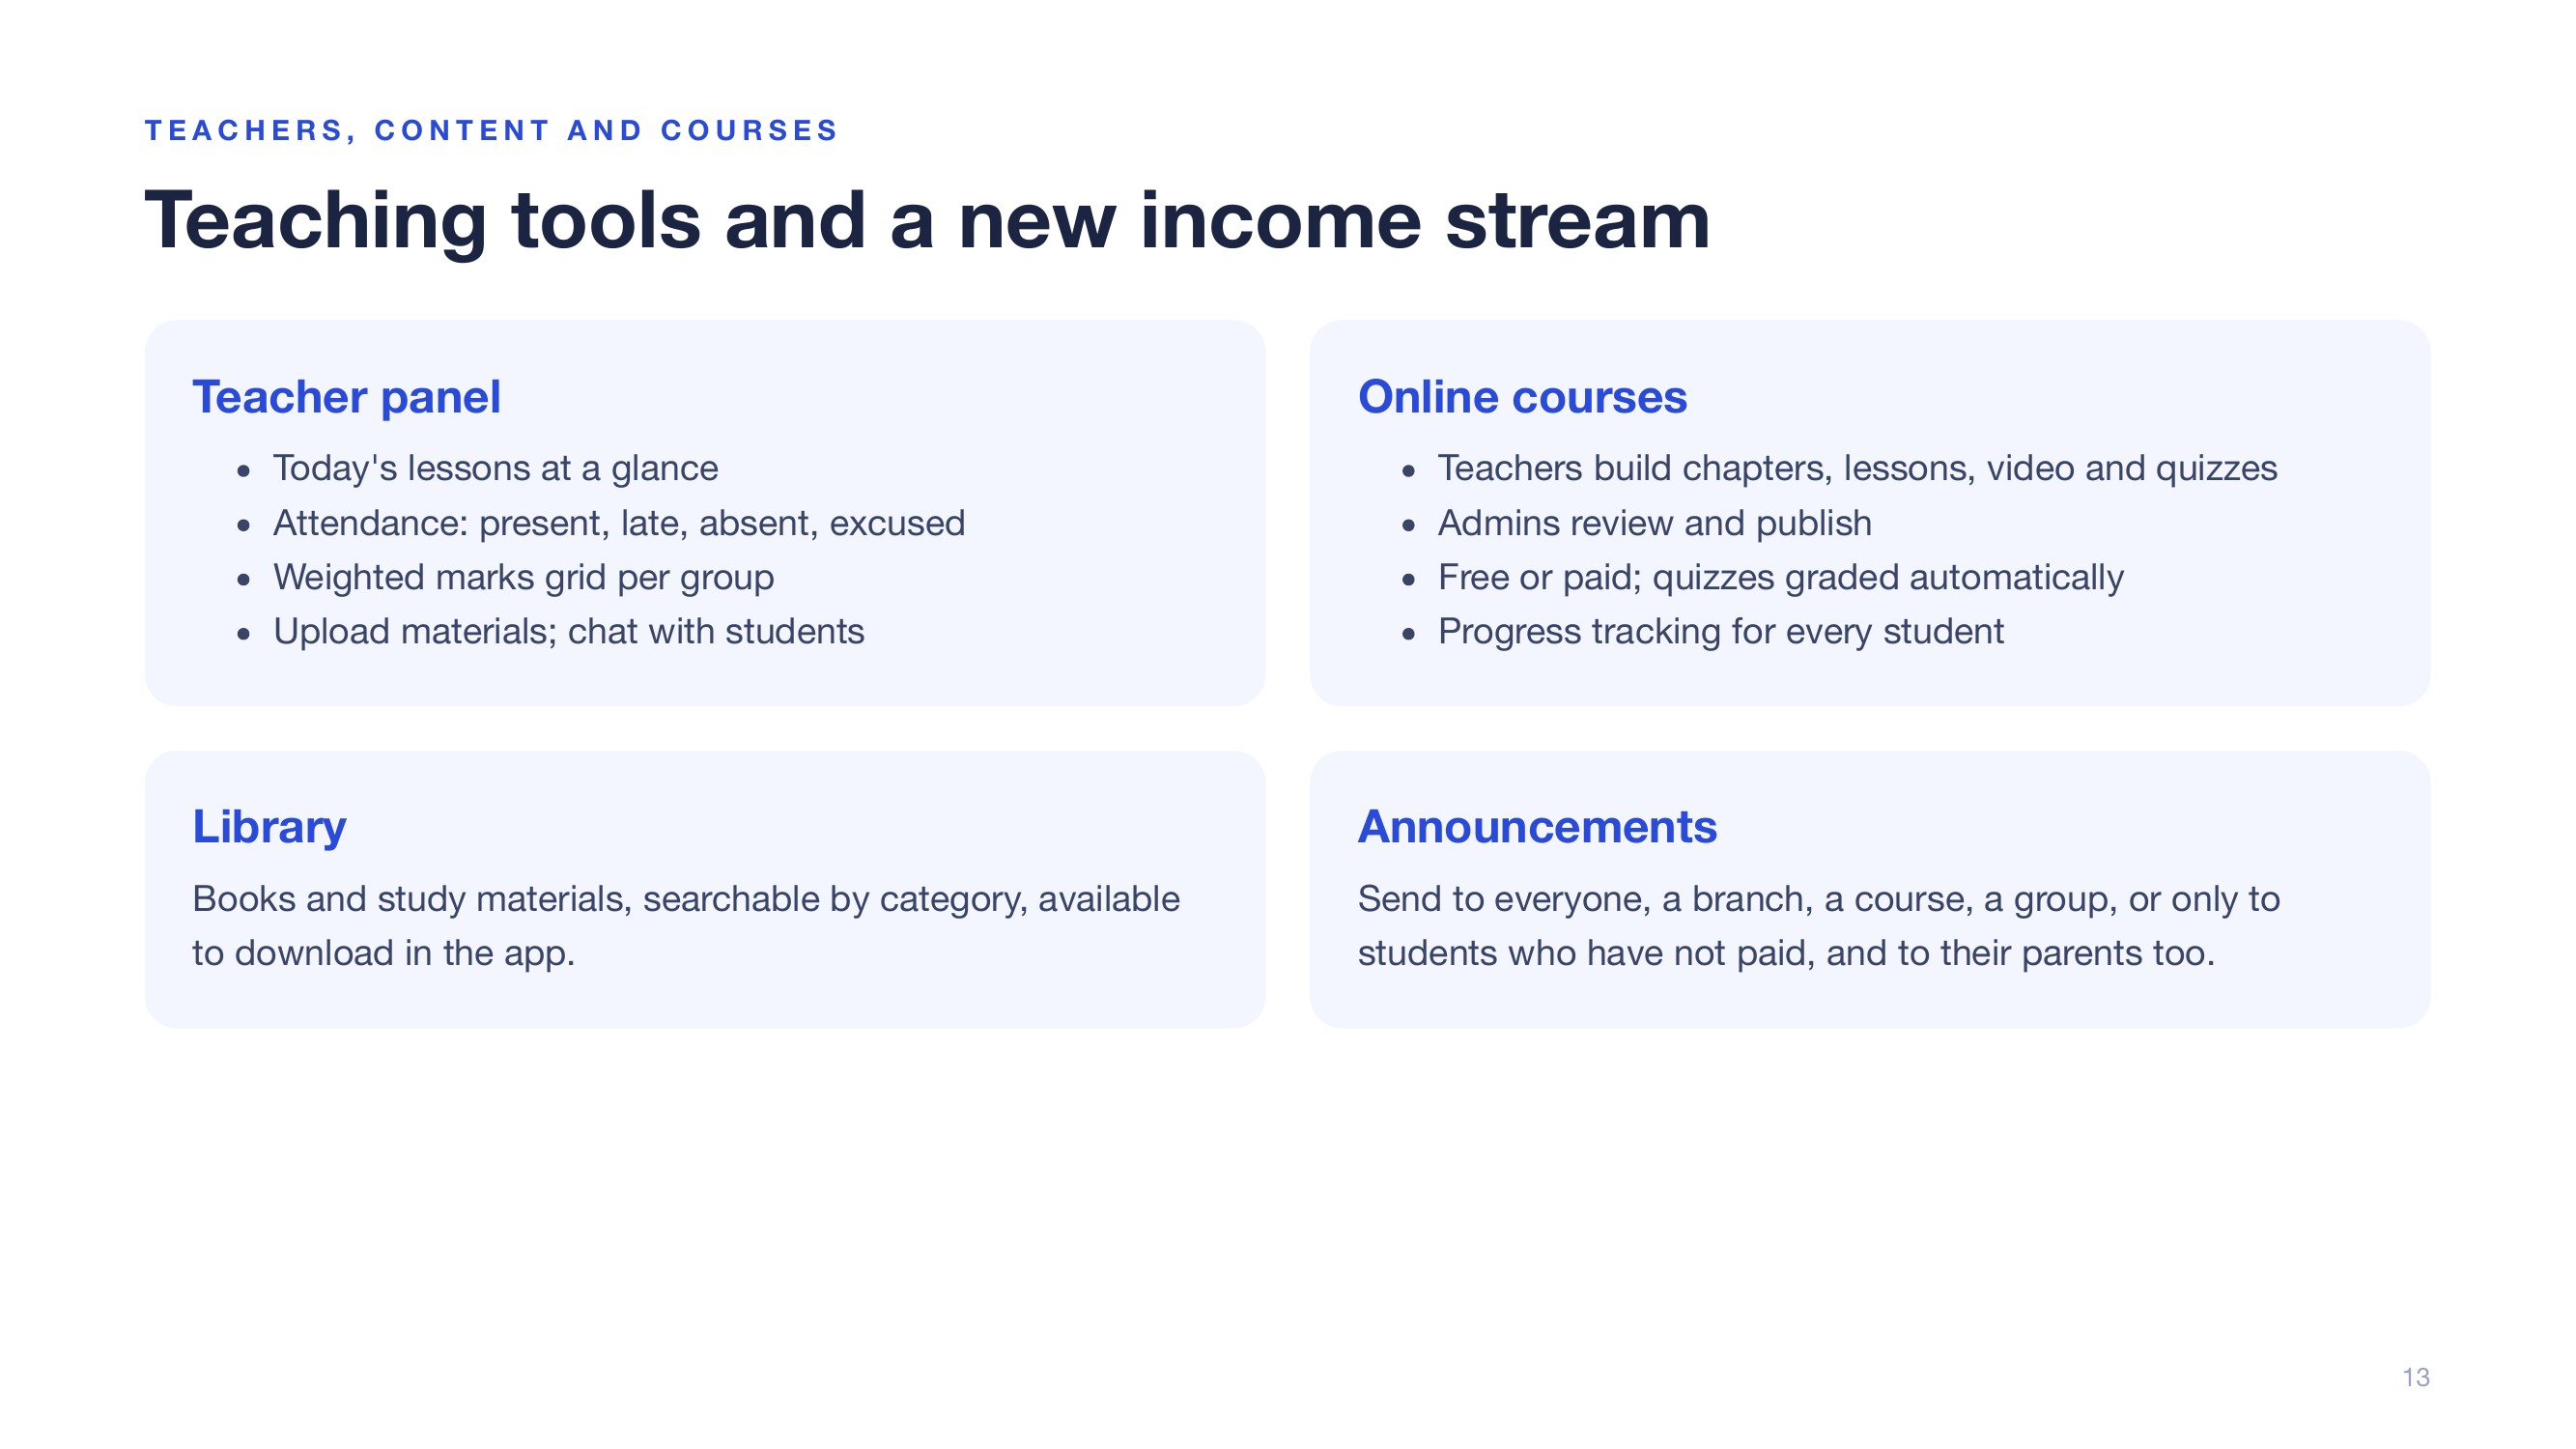 TEACHERS, CONTENT AND COURSES
Teaching tools and a new income stream
Teacher panel
• Today's lessons at a glance
• Attendance: present, late, absent, excused
• Weighted marks grid per group
• Upload materials; chat with students
Online courses
• Teachers build chapters, lessons, video and quizzes
• Admins review and publish
• Free or paid; quizzes graded automatically
• Progress tracking for every student
Library
Books and study materials, searchable by category, available
to download in the app.
Announcements
Send to everyone, a branch, a course, a group, or only to
students who have not paid, and to their parents too.
13